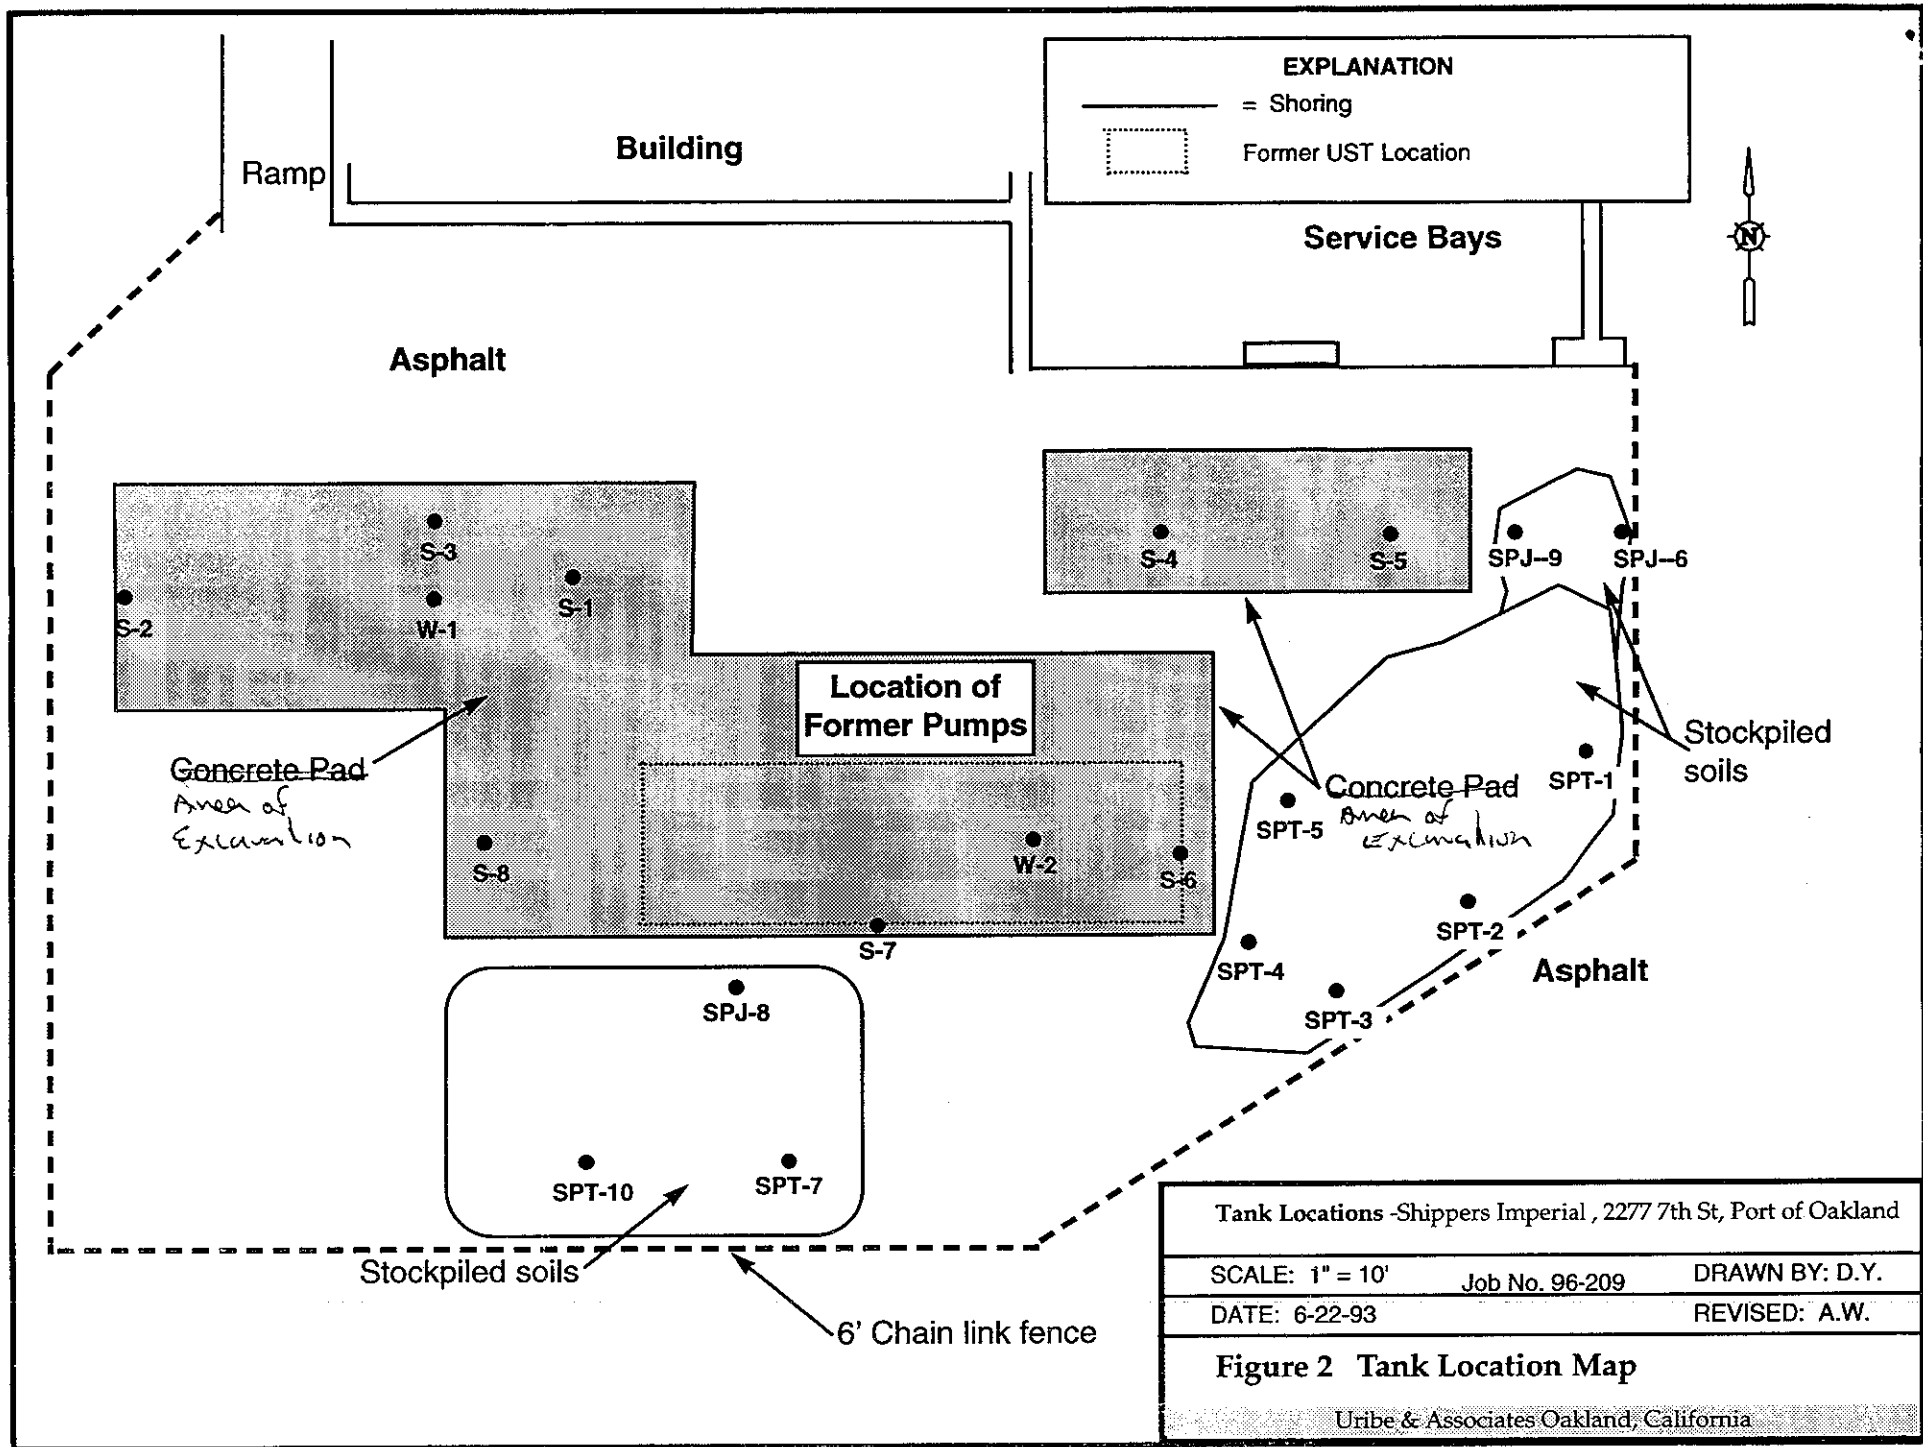 EXPLANATION
= Shoring
Former UST Location
Building
Ramp
Service Bays
N
Asphalt
S-3
S-1
S-2
W-1
S-4
S-5
SPJ--9
SPJ--6
Location of
Former Pumps
Concrete Pad
Area of
Excavation
Concrete Pad
Area of
Excavation
Stockpiled
soils
SPT-1
SPT-5
S-8
W-2
S-6
S-7
SPT-2
SPT-4
SPT-3
Asphalt
SPJ-8
SPT-10
SPT-7
Stockpiled soils
6' Chain link fence
Tank Locations -Shippers Imperial , 2277 7th St, Port of Oakland
SCALE: 1" = 10' Job No. 96-209 DRAWN BY: D.Y.
DATE: 6-22-93 REVISED: A.W.
Figure 2 Tank Location Map
Uribe & Associates Oakland, California